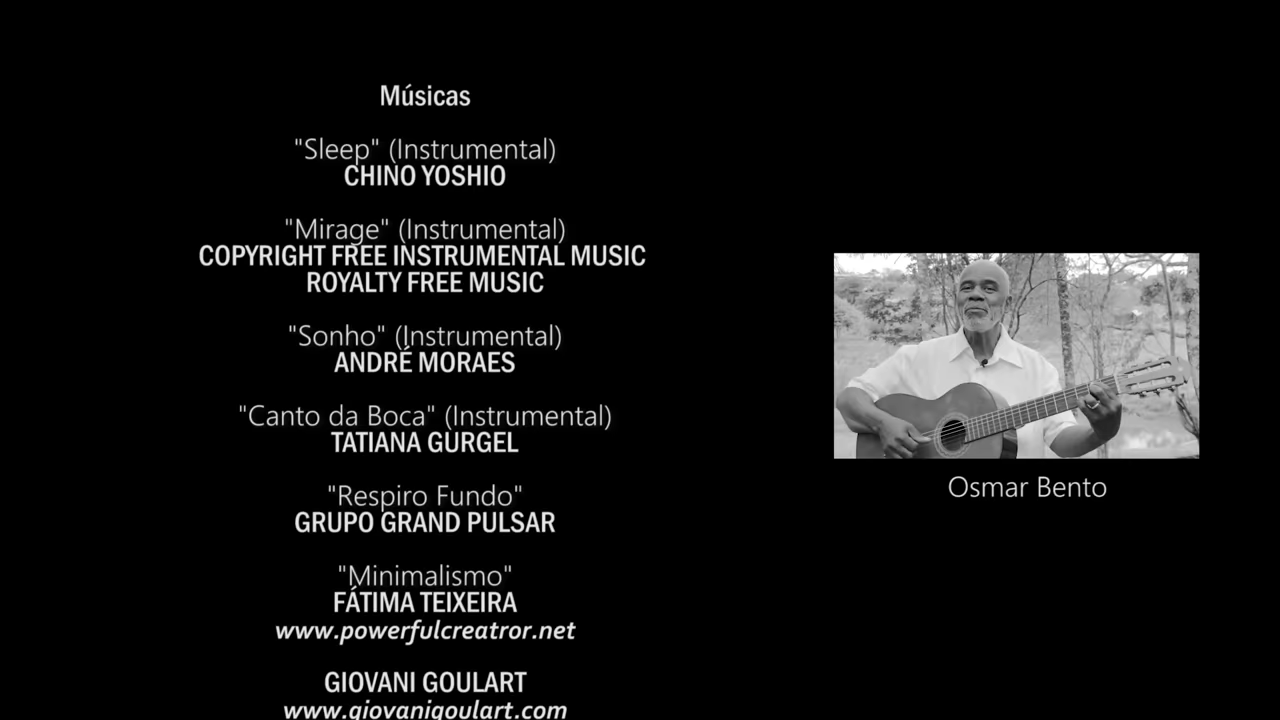 Músicas
"Sleep" (Instrumental)
CHINO YOSHIO
"Mirage" (Instrumental)
COPYRIGHT FREE INSTRUMENTAL MUSIC
ROYALTY FREE MUSIC
"Sonho" (Instrumental)
ANDRÉ MORAES
"Canto da Boca" (Instrumental)
TATIANA GURGEL
"Respiro Fundo"
GRUPO GRAND PULSAR
"Minimalismo"
FÁTIMA TEIXEIRA
www.powerfulcreatror.net
GIOVANI GOULART
www.giovanigoulart.com
Osmar Bento